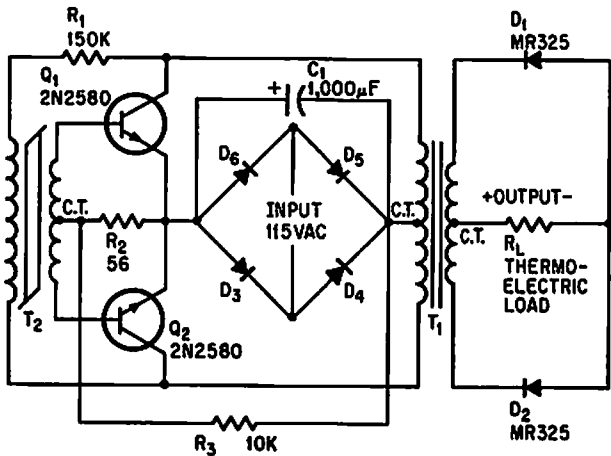 R1
150K
Q1
2N2580
C1
+ 1,000µF
D1
MR325
D6
D5
C.T.
R2
56
INPUT
115VAC
C.T.
C.T.
+OUTPUT-
RL
THERMO-
ELECTRIC
LOAD
D3
D4
T2
Q2
2N2580
T1
R3
10K
D2
MR325